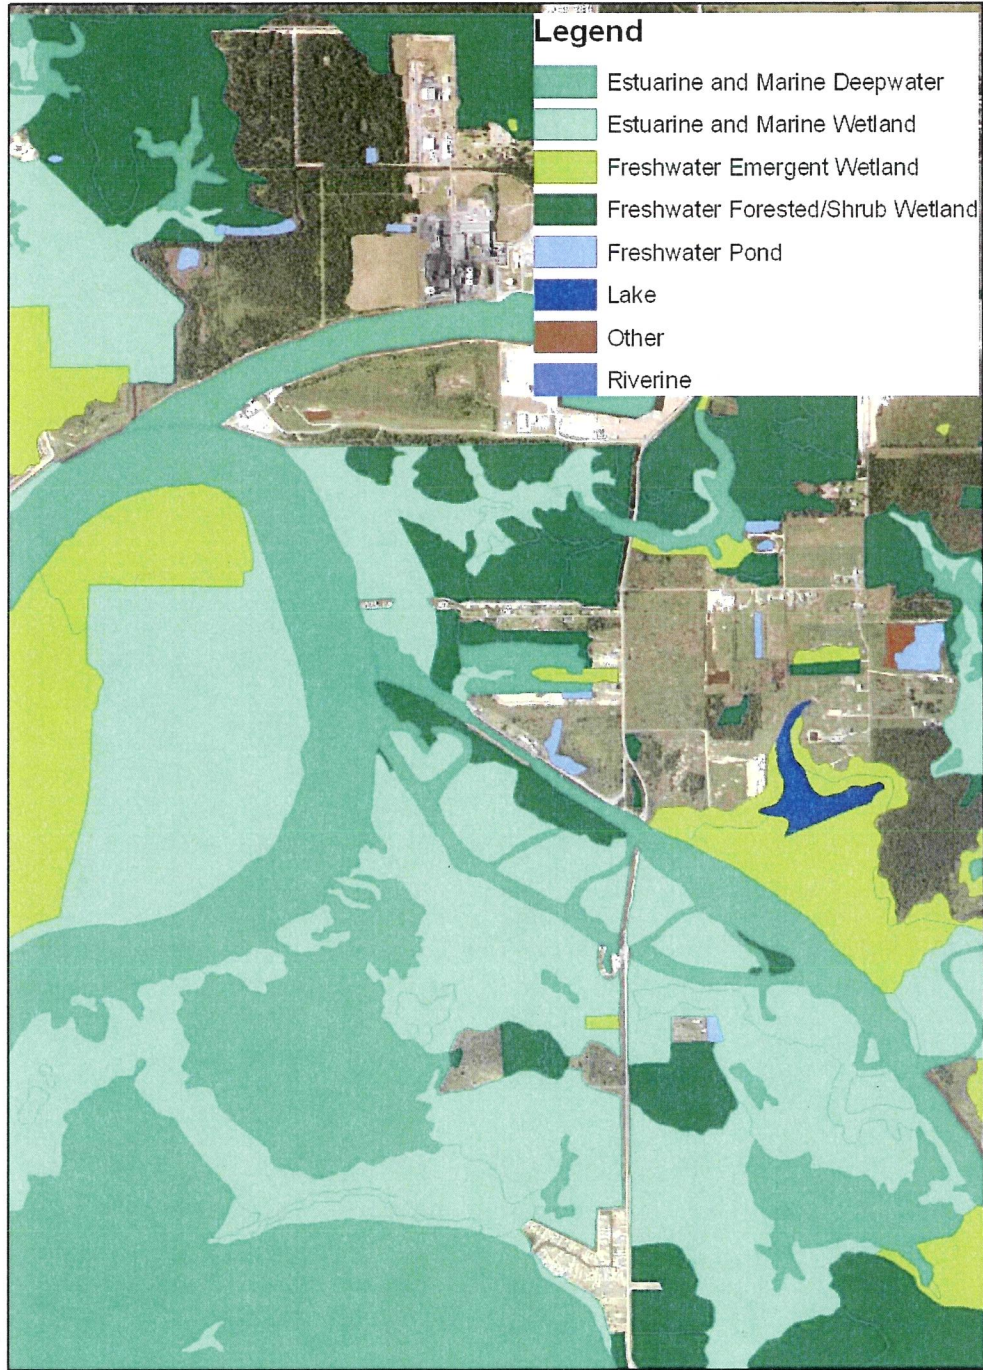 Legend
Estuarine and Marine Deepwater
Estuarine and Marine Wetland
Freshwater Emergent Wetland
Freshwater Forested/Shrub Wetland
Freshwater Pond
Lake
Other
Riverine